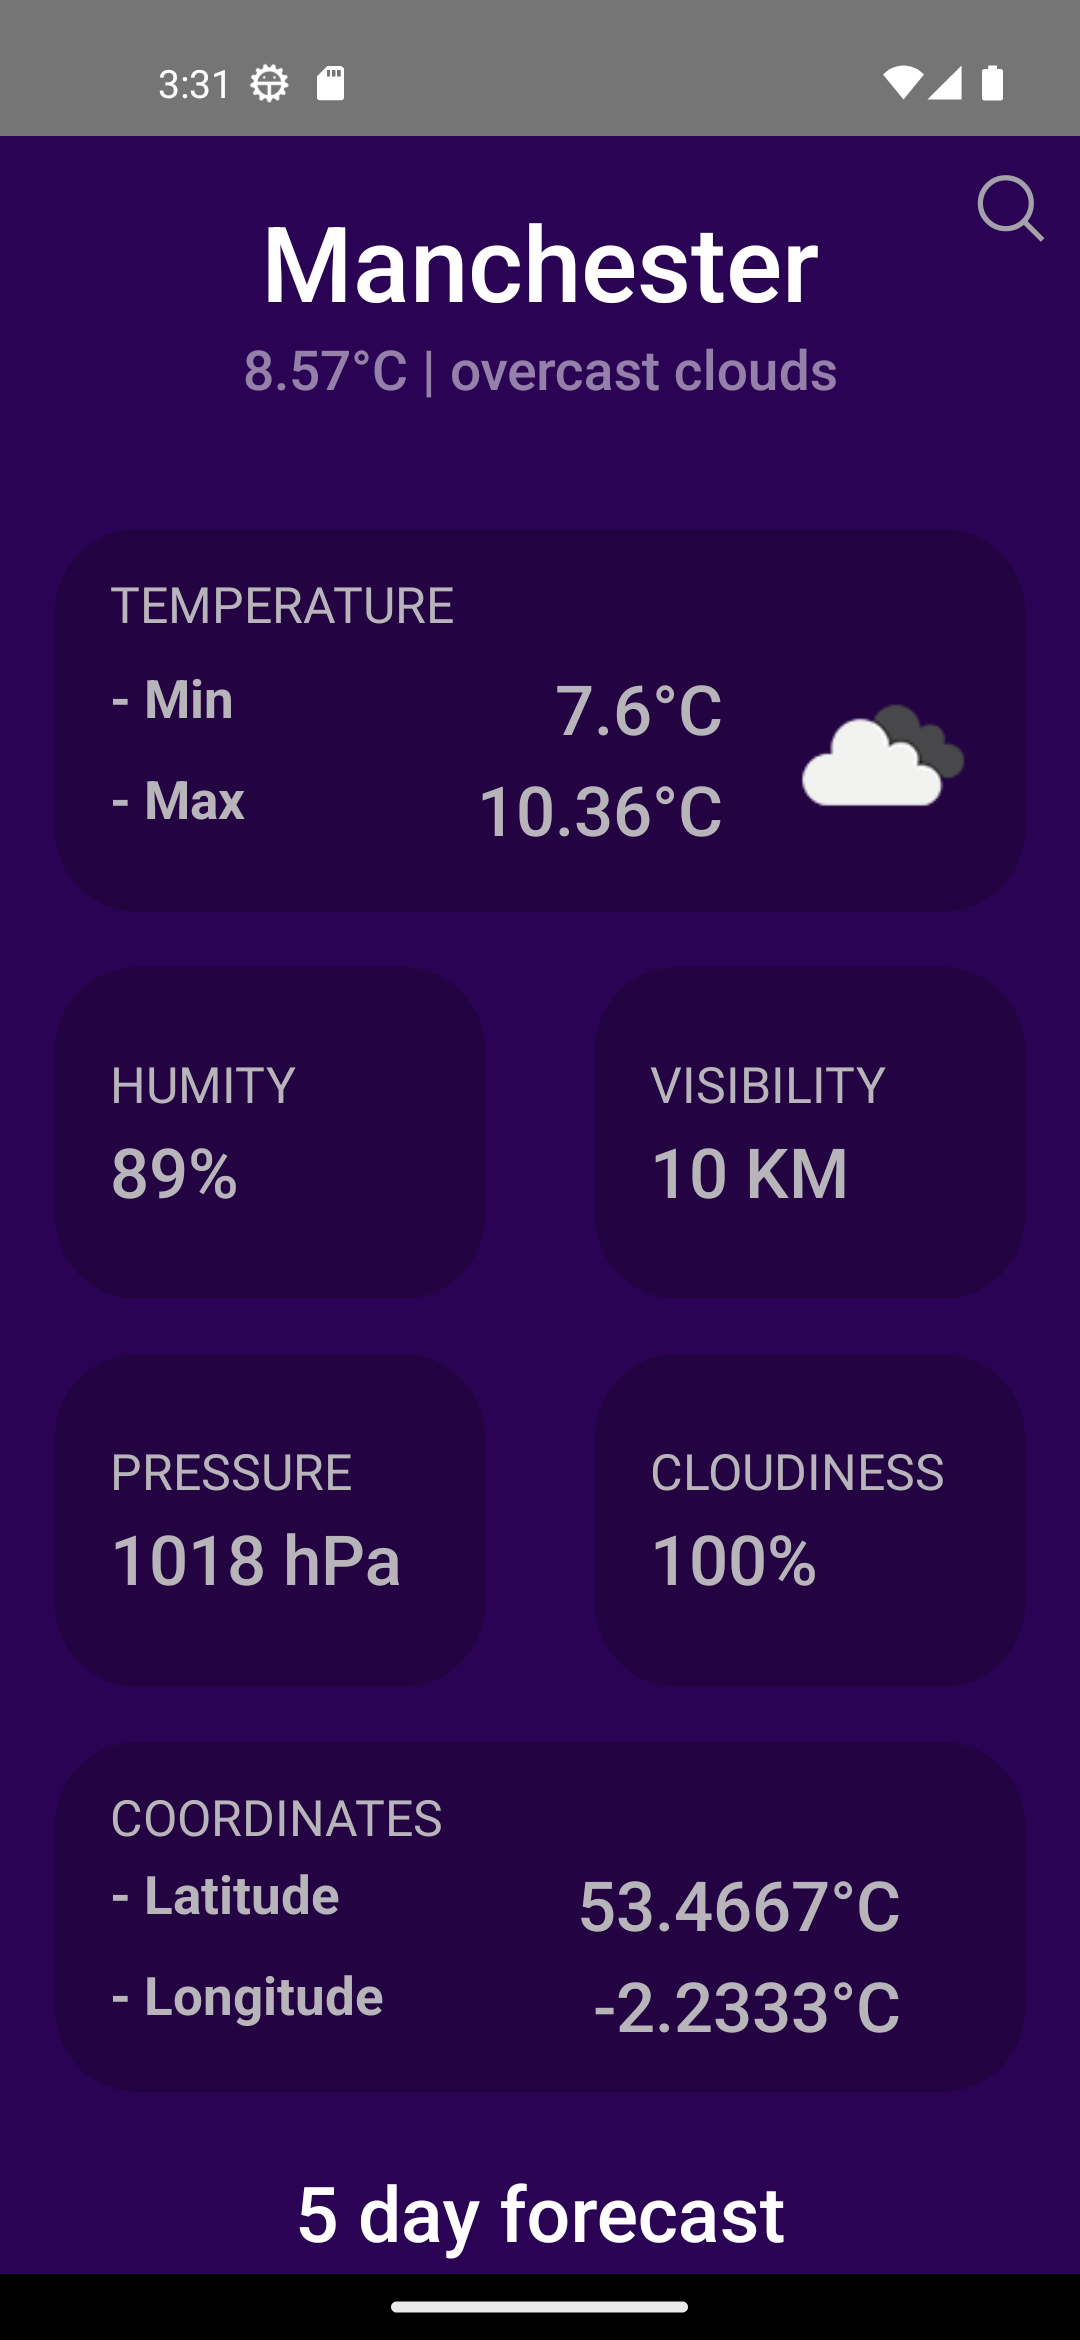 3:31
Manchester
8.57°C | overcast clouds
TEMPERATURE
- Min 7.6°C
- Max 10.36°C
HUMITY VISIBILITY
89% 10 KM
PRESSURE CLOUDINESS
1018 hPa 100%
COORDINATES
- Latitude 53.4667°C
- Longitude -2.2333°C
5 day forecast